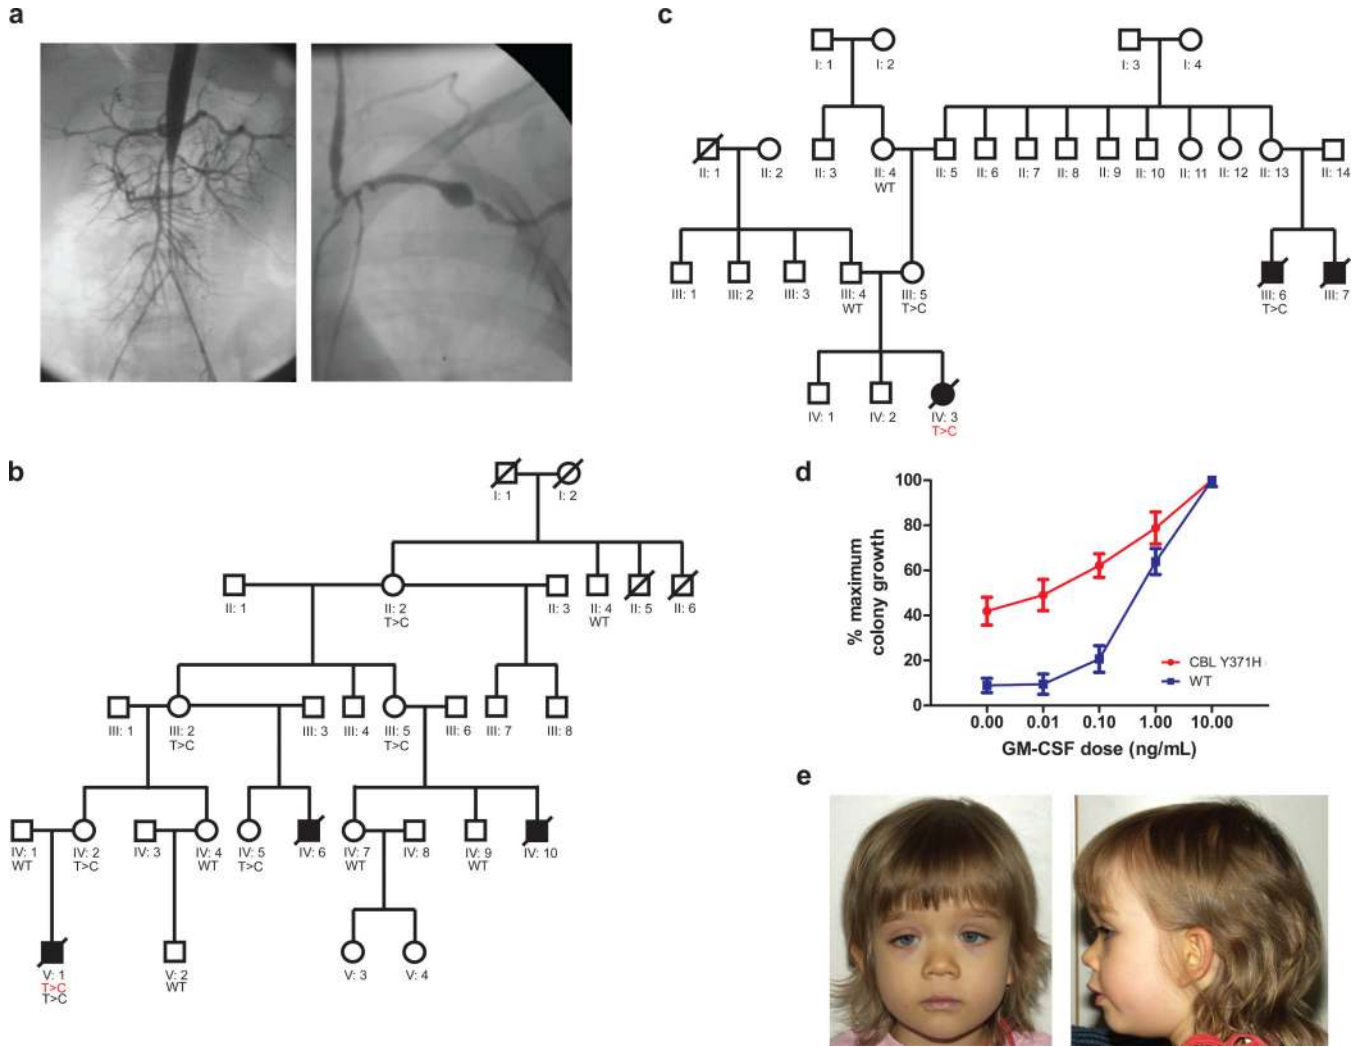 a
c
I: 1 I: 2 I: 3 I: 4
II: 1 II: 2 II: 3 II: 4 II: 5 II: 6 II: 7 II: 8 II: 9 II: 10 II: 11 II: 12 II: 13 II: 14
WT
III: 1 III: 2 III: 3 III: 4 III: 5 III: 6 III: 7
WT T>C T>C
IV: 1 IV: 2 IV: 3
T>C
b
I: 1 I: 2
II: 1 II: 2 II: 3 II: 4 II: 5 II: 6
T>C WT
III: 1 III: 2 III: 3 III: 4 III: 5 III: 6 III: 7 III: 8
T>C T>C
IV: 1 IV: 2 IV: 3 IV: 4 IV: 5 IV: 6 IV: 7 IV: 8 IV: 9 IV: 10
WT T>C WT T>C WT WT
V: 3 V: 4
V: 1 V: 2
T>C WT
T>C
d
100
80
60
40
20
0
% maximum
colony growth
CBL Y371H
WT
0.00 0.01 0.10 1.00 10.00
GM-CSF dose (ng/mL)
e